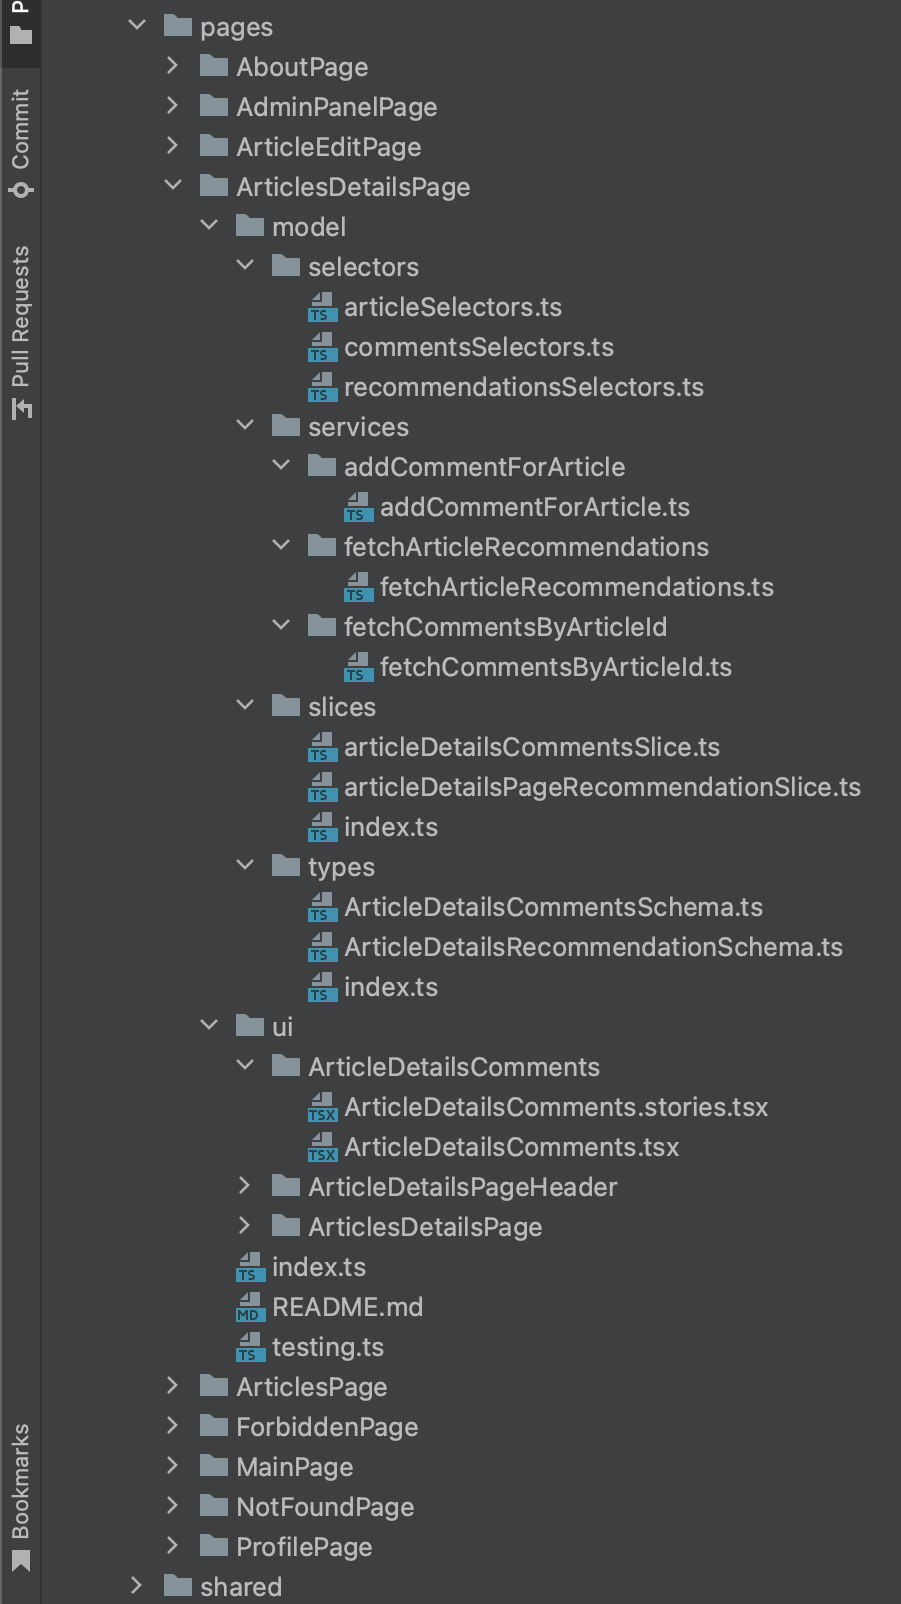 P
Commit
Pull Requests
Bookmarks
pages
AboutPage
AdminPanelPage
ArticleEditPage
ArticlesDetailsPage
model
selectors
TS articleSelectors.ts
TS commentsSelectors.ts
TS recommendationsSelectors.ts
services
addCommentForArticle
TS addCommentForArticle.ts
fetchArticleRecommendations
TS fetchArticleRecommendations.ts
fetchCommentsByArticleId
TS fetchCommentsByArticleId.ts
slices
TS articleDetailsCommentsSlice.ts
TS articleDetailsPageRecommendationSlice.ts
TS index.ts
types
TS ArticleDetailsCommentsSchema.ts
TS ArticleDetailsRecommendationSchema.ts
TS index.ts
ui
ArticleDetailsComments
TSX ArticleDetailsComments.stories.tsx
TSX ArticleDetailsComments.tsx
ArticleDetailsPageHeader
ArticlesDetailsPage
TS index.ts
MD README.md
TS testing.ts
ArticlesPage
ForbiddenPage
MainPage
NotFoundPage
ProfilePage
shared